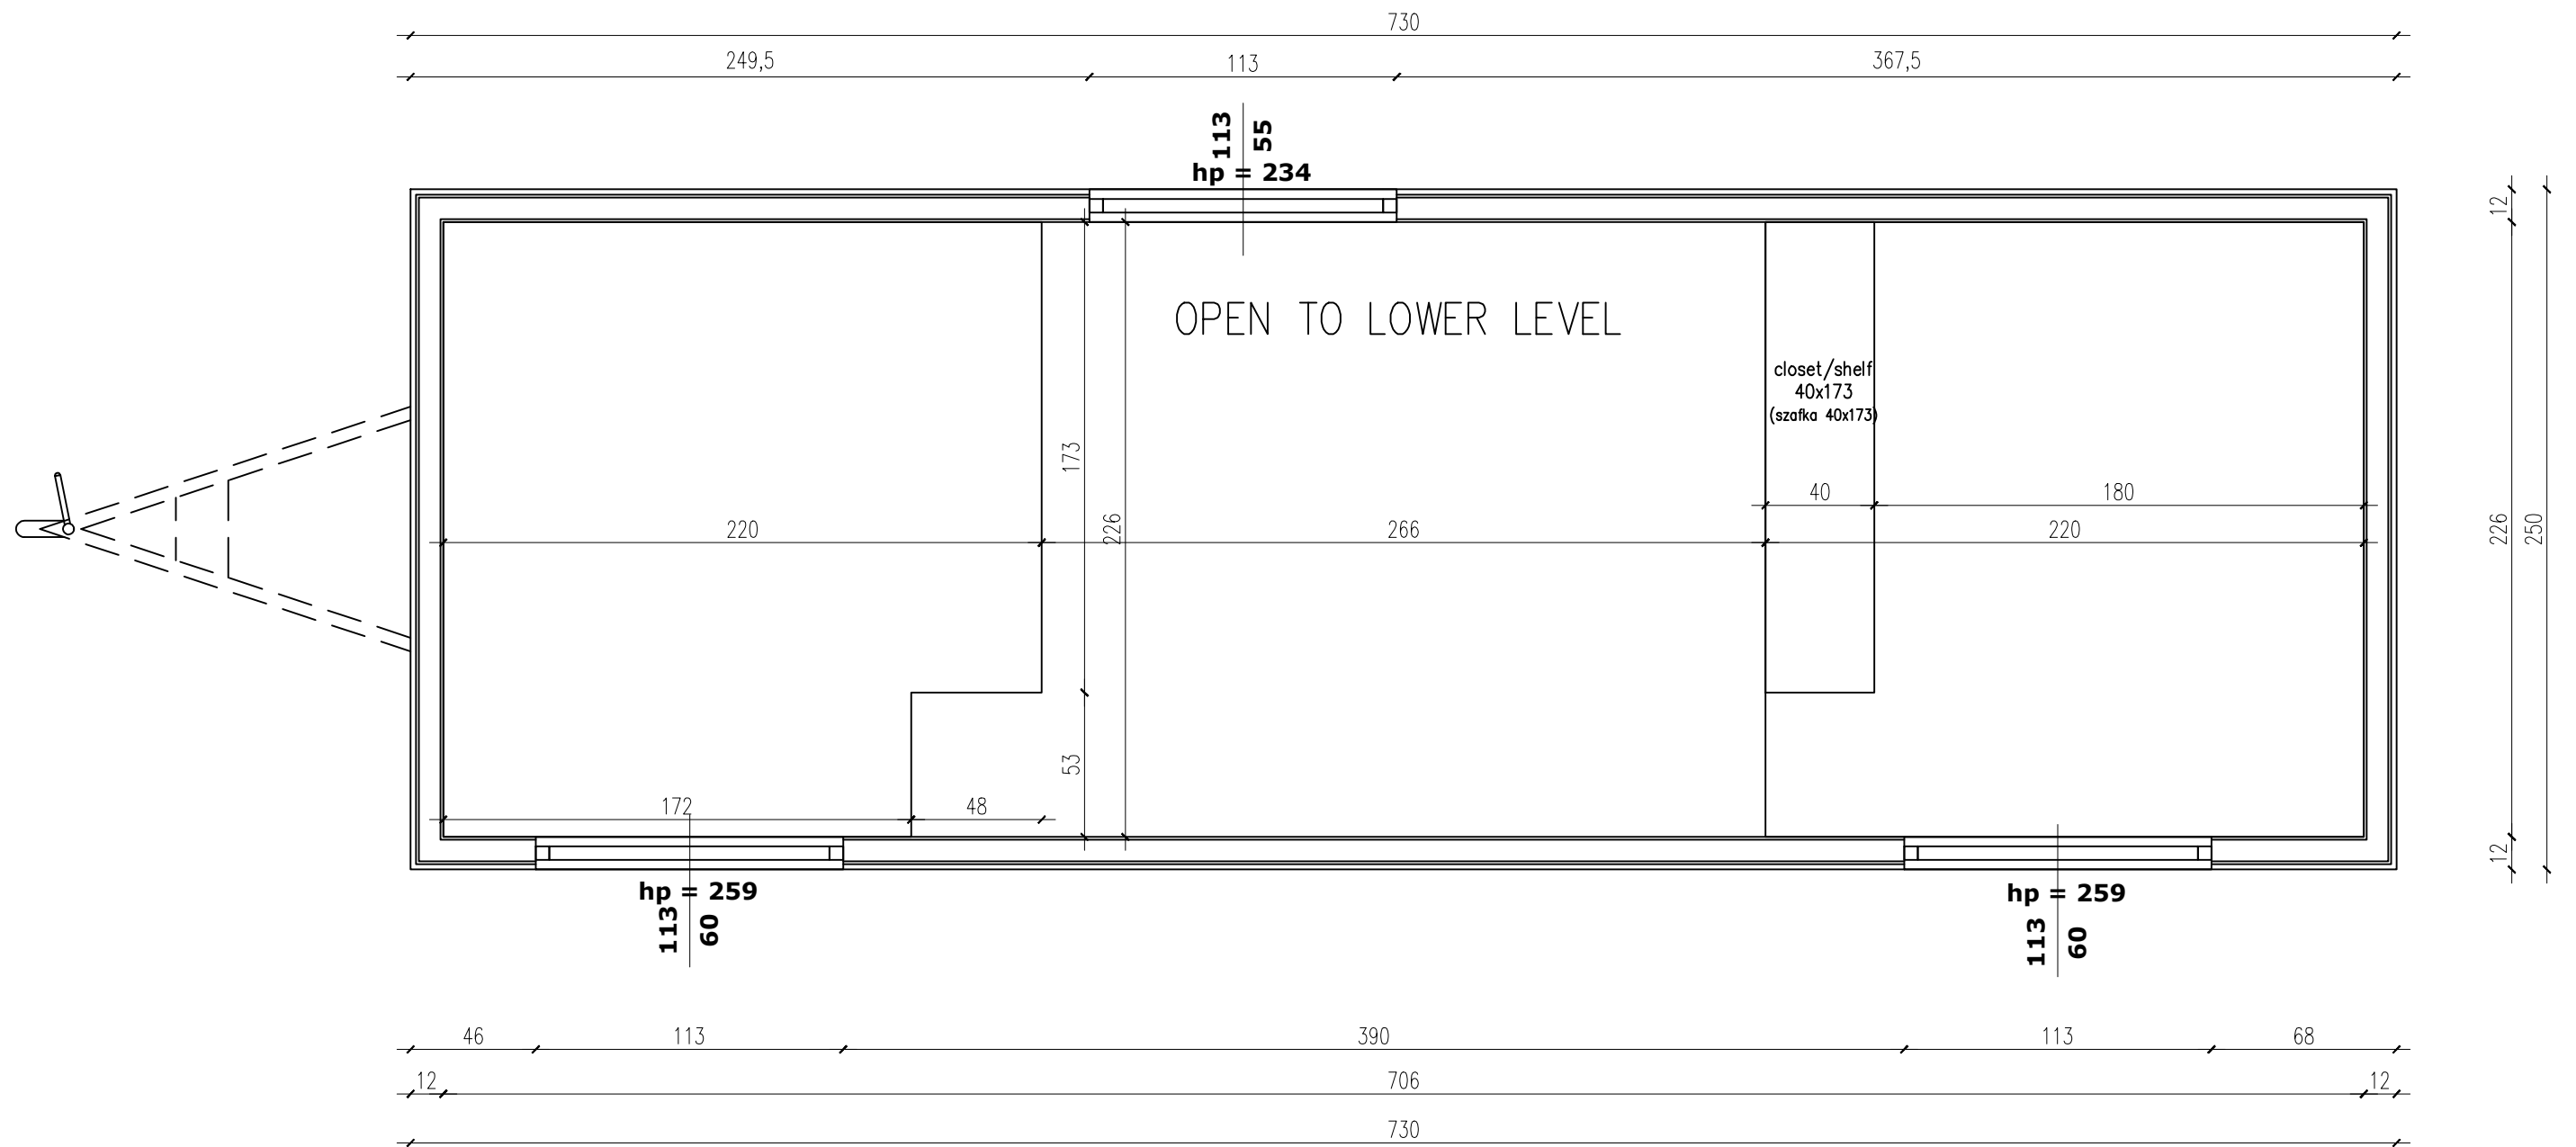 730
249,5 113 367,5
113
55
hp = 234
12
OPEN TO LOWER LEVEL
closet/shelf
40x173
(szafka 40x173)
173
226
40 180
220 266 220
226
250
53
172 48
12
hp = 259
113
60
hp = 259
113
60
46 113 390 113 68
12 706 12
730